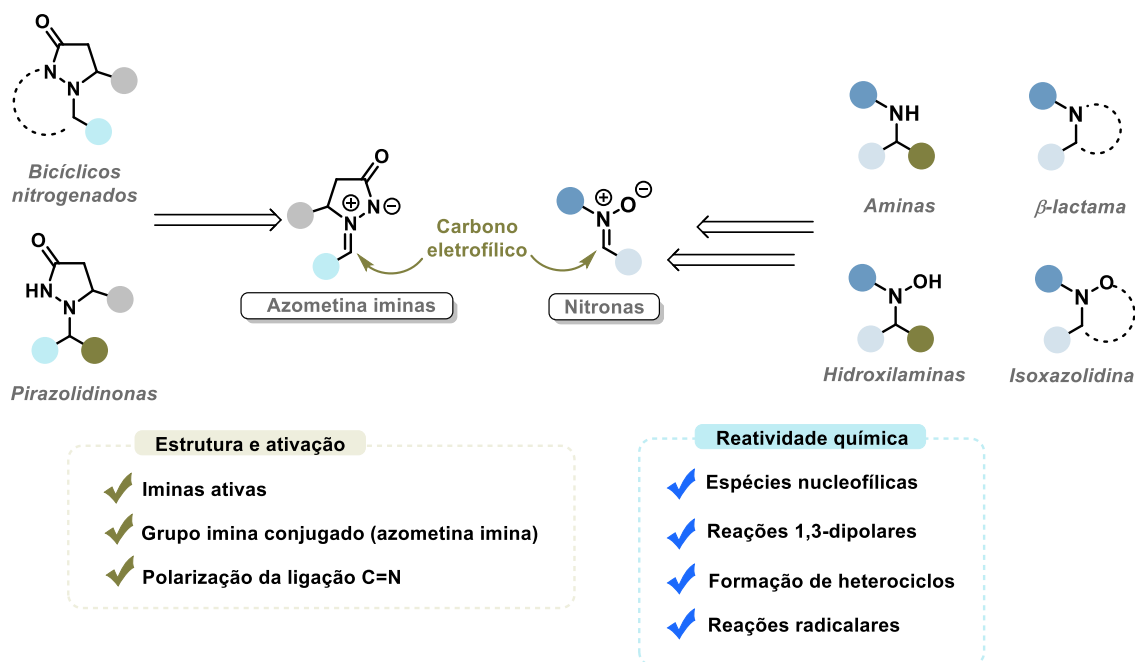 O
N
N
Bicíclicos
nitrogenados
O
HN
N
Pirazolidinonas
O
N
N
Azometina iminas
Carbono
eletrofílico
N
O
Nitronas
NH
Aminas
N
β-lactama
N
OH
Hidroxilaminas
N
O
Isoxazolidina
Estrutura e ativação
Iminas ativas
Grupo imina conjugado (azometina imina)
Polarização da ligação C=N
Reatividade química
Espécies nucleofílicas
Reações 1,3-dipolares
Formação de heterociclos
Reações radicalares